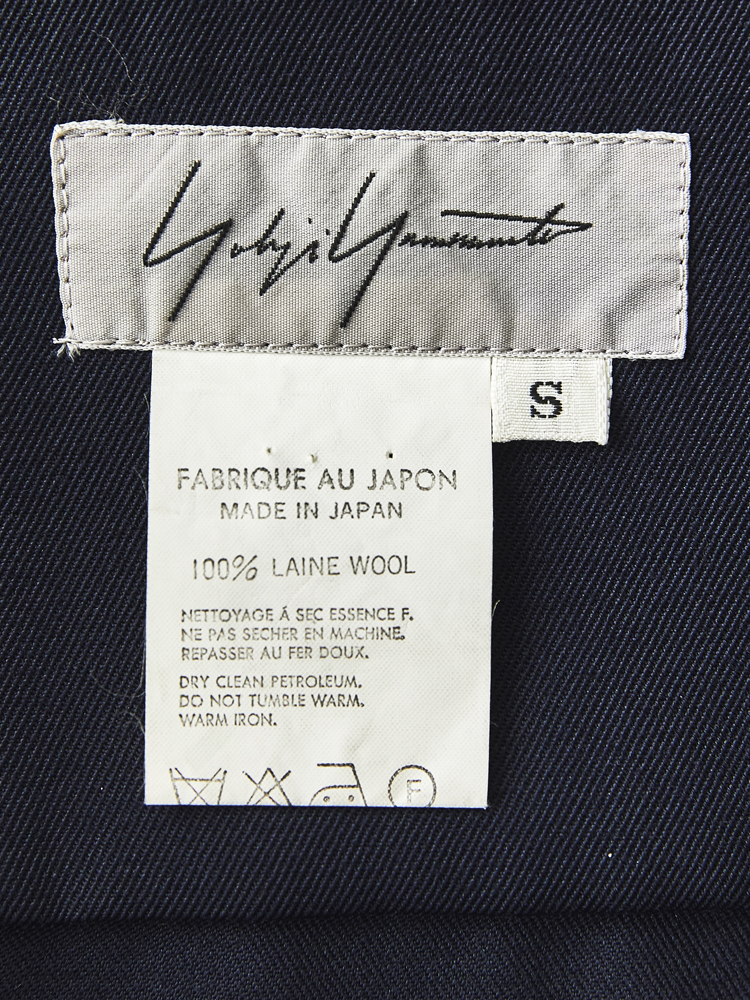 Yohji Yamamoto
S
FABRIQUE AU JAPON
MADE IN JAPAN
100% LAINE WOOL
NETTOYAGE Á SEC ESSENCE F.
NE PAS SECHER EN MACHINE.
REPASSER AU FER DOUX.
DRY CLEAN PETROLEUM.
DO NOT TUMBLE WARM.
WARM IRON.
F